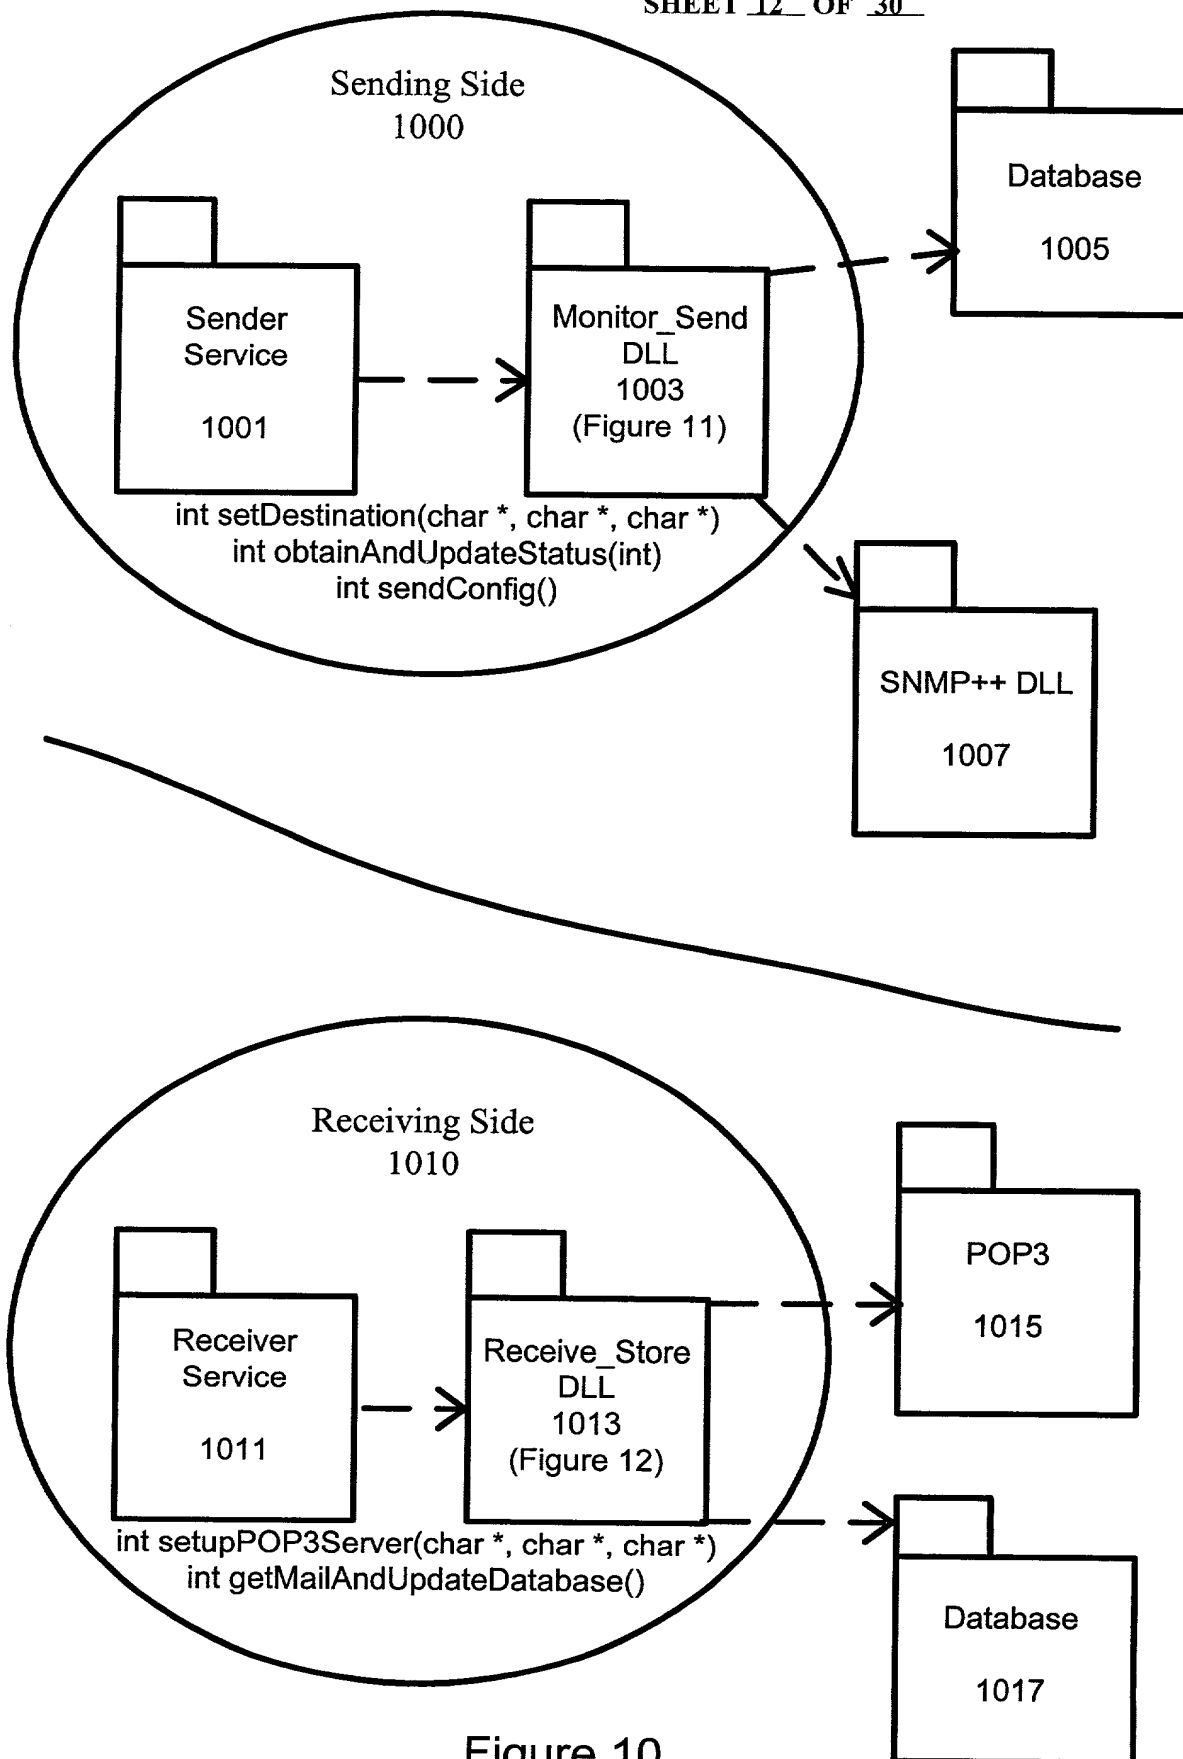 SHEET 12 OF 30
Sending Side
1000
Database
1005
Sender
Service
1001
Monitor_Send
DLL
1003
(Figure 11)
int setDestination(char *, char *, char *)
int obtainAndUpdateStatus(int)
int sendConfig()
SNMP++ DLL
1007
Receiving Side
1010
POP3
1015
Receiver
Service
1011
Receive_Store
DLL
1013
(Figure 12)
int setupPOP3Server(char *, char *, char *)
int getMailAndUpdateDatabase()
Database
1017
Figure 10